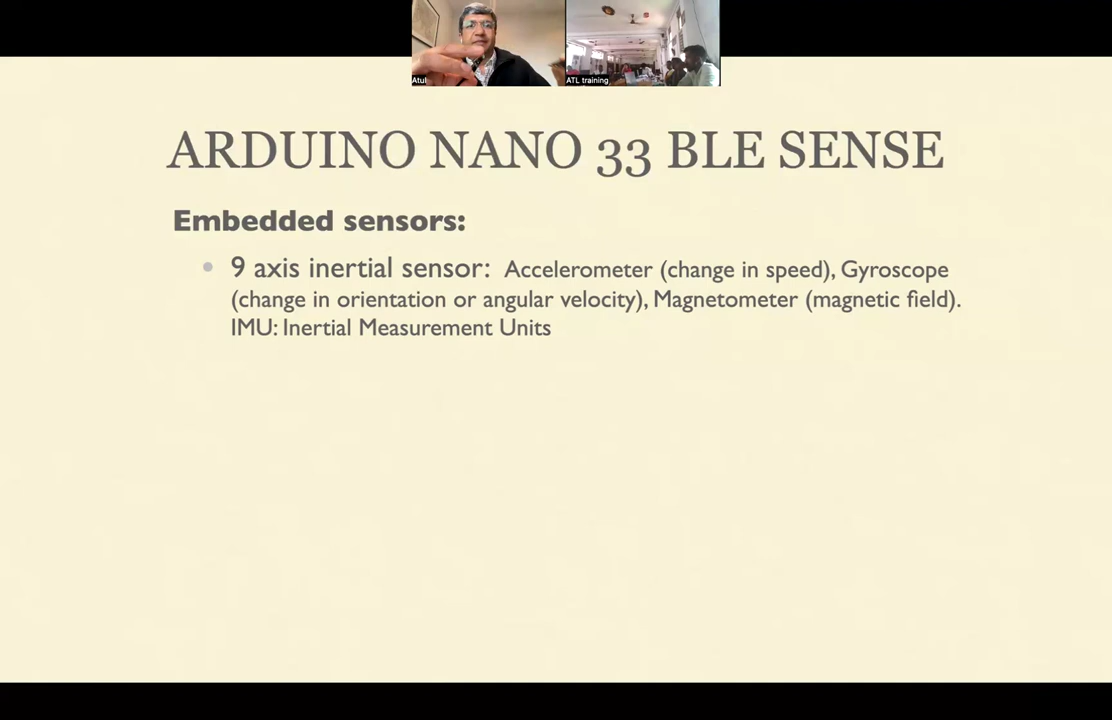 Atul
ATL training
ARDUINO NANO 33 BLE SENSE
Embedded sensors:
• 9 axis inertial sensor: Accelerometer (change in speed), Gyroscope
(change in orientation or angular velocity), Magnetometer (magnetic field).
IMU: Inertial Measurement Units